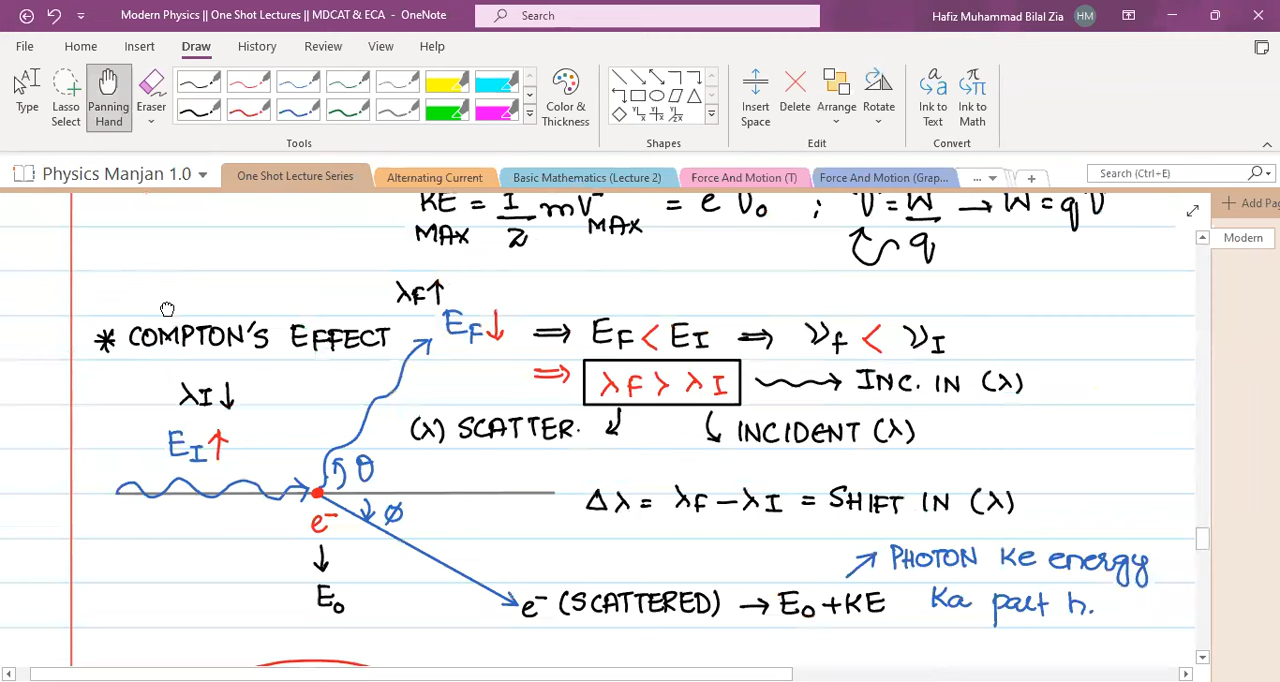 Modern Physics || One Shot Lectures || MDCAT & ECA - OneNote
Search
Hafiz Muhammad Bilal Zia
HM
File Home Insert Draw History Review View Help
Type
Lasso Select
Panning Hand
Eraser
Color & Thickness
Insert Space
Delete
Arrange
Rotate
Ink to Text
Ink to Math
Tools
Shapes
Edit
Convert
Physics Manjan 1.0
One Shot Lecture Series
Alternating Current
Basic Mathematics (Lecture 2)
Force And Motion (T)
Force And Motion (Grap...
...
Search (Ctrl+E)
Add Pag
Modern
KE MAX = 1/2 mV² MAX = e V₀ ; V = W/q → W = qV
λF↑
* COMPTON'S EFFECT
EF↓ ⇒ EF < EI ⇒ νf < νI
⇒ λF > λI → INC. IN (λ)
λI↓
(λ) SCATTER. INCIDENT (λ)
EI↑
θ
e⁻
φ
Δλ = λF − λI = SHIFT IN (λ)
↓
E₀
PHOTON Ke energy
e⁻ (SCATTERED) → E₀ + KE
Ka part h.